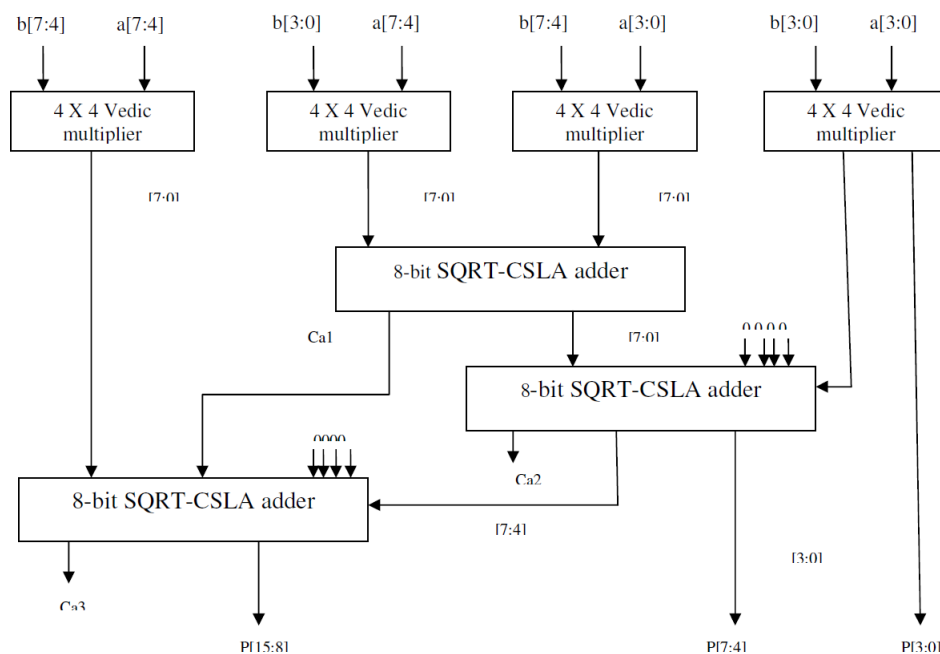 b[7:4] a[7:4] b[3:0] a[7:4] b[7:4] a[3:0] b[3:0] a[3:0]
4 X 4 Vedic
multiplier
4 X 4 Vedic
multiplier
4 X 4 Vedic
multiplier
4 X 4 Vedic
multiplier
[7:0] [7:0] [7:0]
8-bit SQRT-CSLA adder
Ca1 [7:0] 0 0 0 0
8-bit SQRT-CSLA adder
0000
Ca2
8-bit SQRT-CSLA adder
[7:4]
[3:0]
Ca3
P[15:8] P[7:4] P[3:0]